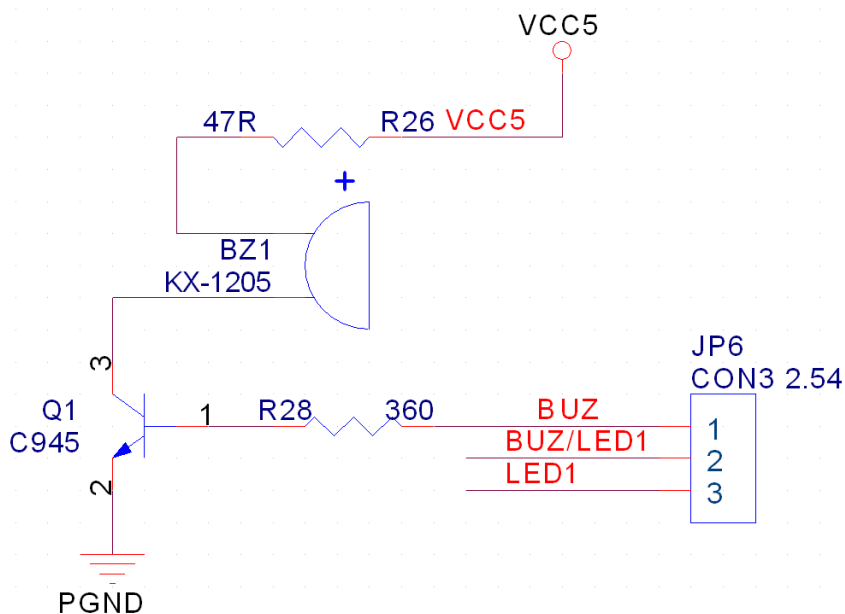 VCC5
47R R26 VCC5
+
BZ1
KX-1205
JP6
CON3 2.54
3
Q1
C945
1
R28 360
BUZ
1
BUZ/LED1
2
LED1
3
2
PGND